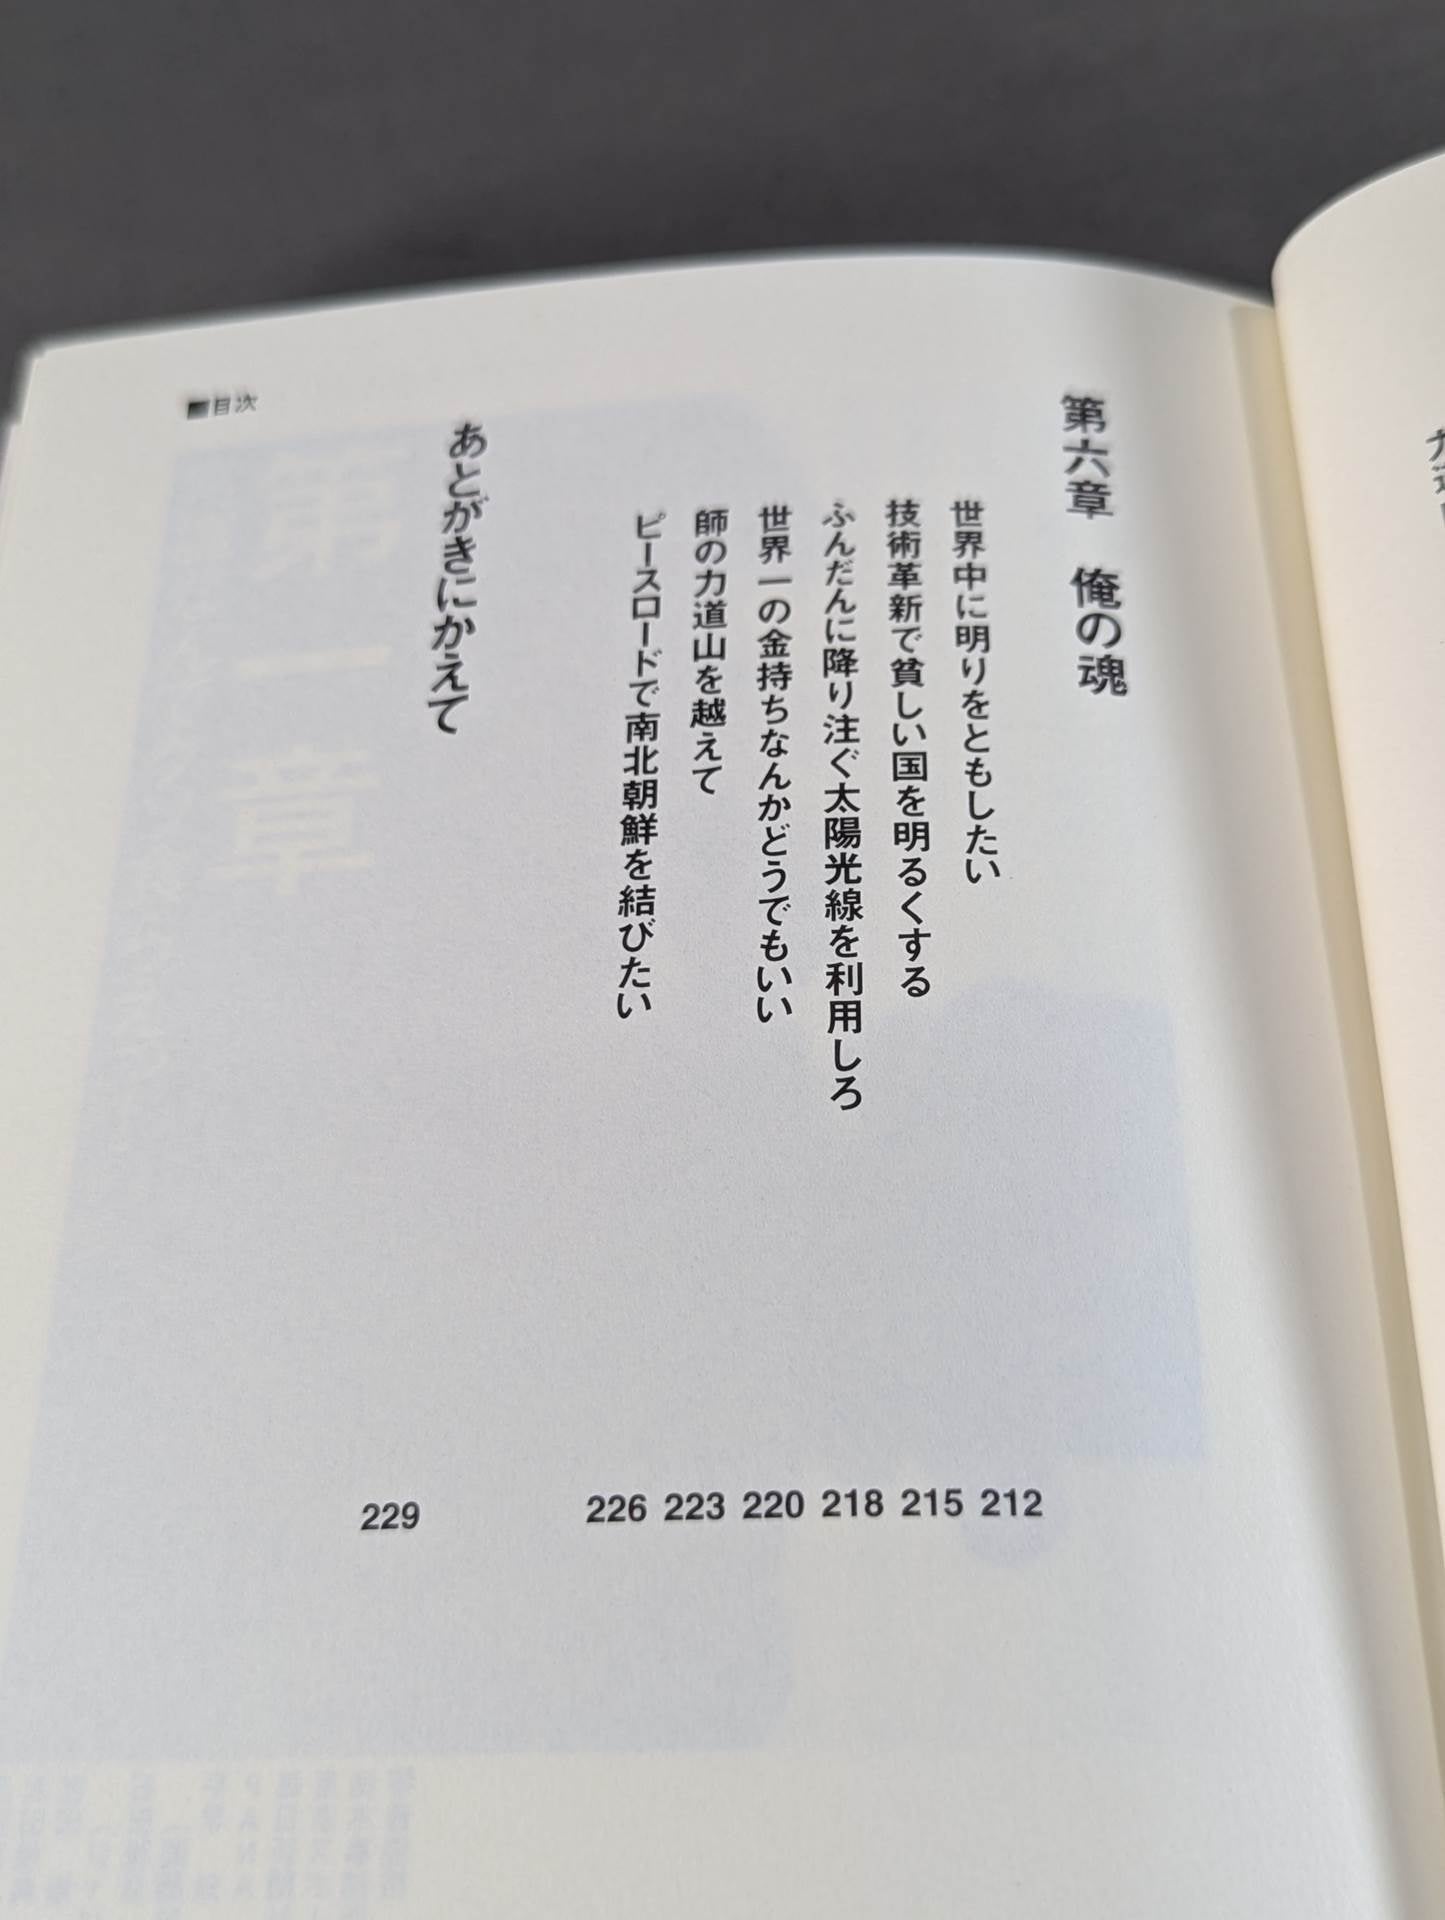 第六章　俺の魂
世界中に明りをともしたい 212
技術革新で貧しい国を明るくする 215
ふんだんに降り注ぐ太陽光線を利用しろ 218
世界一の金持ちなんかどうでもいい 220
師の力道山を越えて 223
ピースロードで南北朝鮮を結びたい 226
あとがきにかえて 229
■目次
第一章